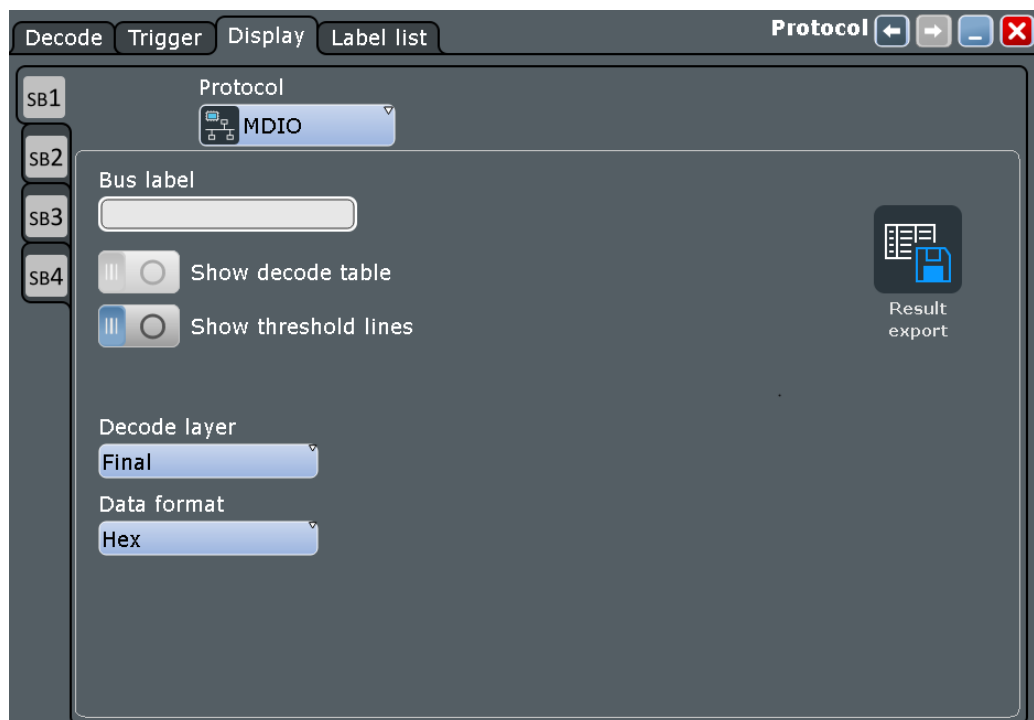 Decode Trigger Display Label list Protocol
SB1
Protocol
MDIO
SB2
Bus label
SB3
Show decode table
SB4
Show threshold lines
Result
export
Decode layer
Final
Data format
Hex